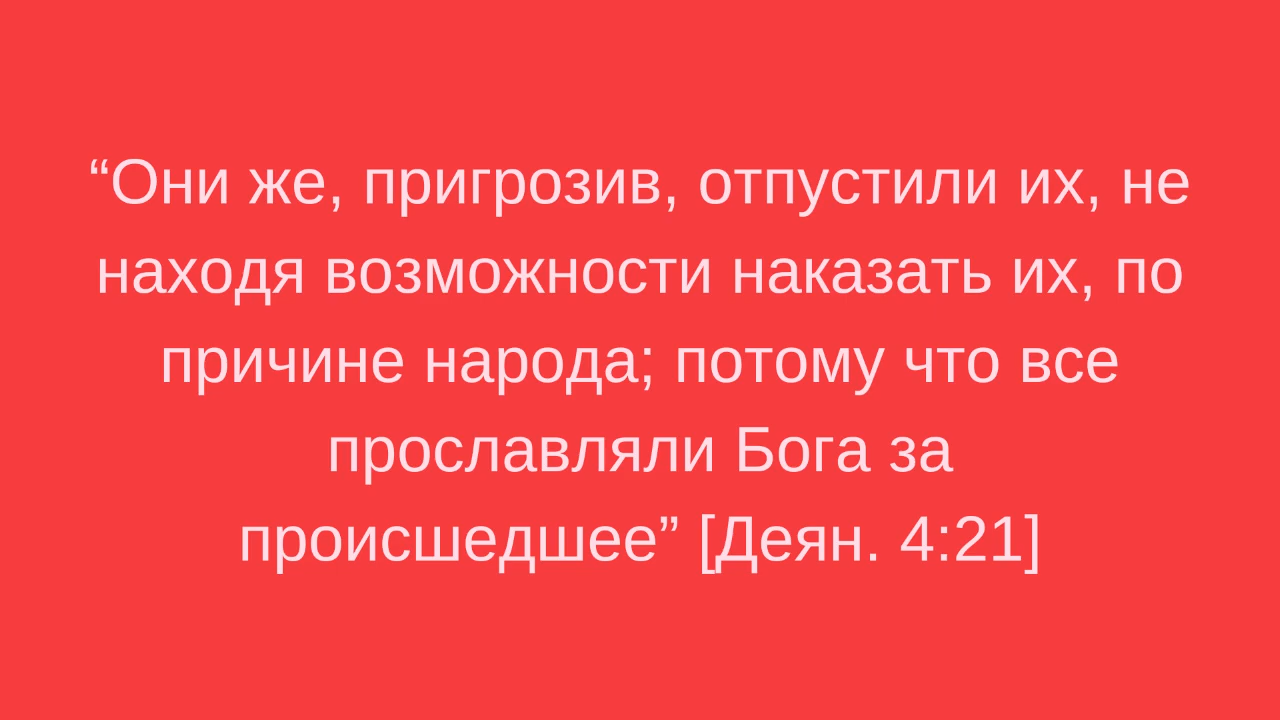 “Они же, пригрозив, отпустили их, не
находя возможности наказать их, по
причине народа; потому что все
прославляли Бога за
происшедшее” [Деян. 4:21]